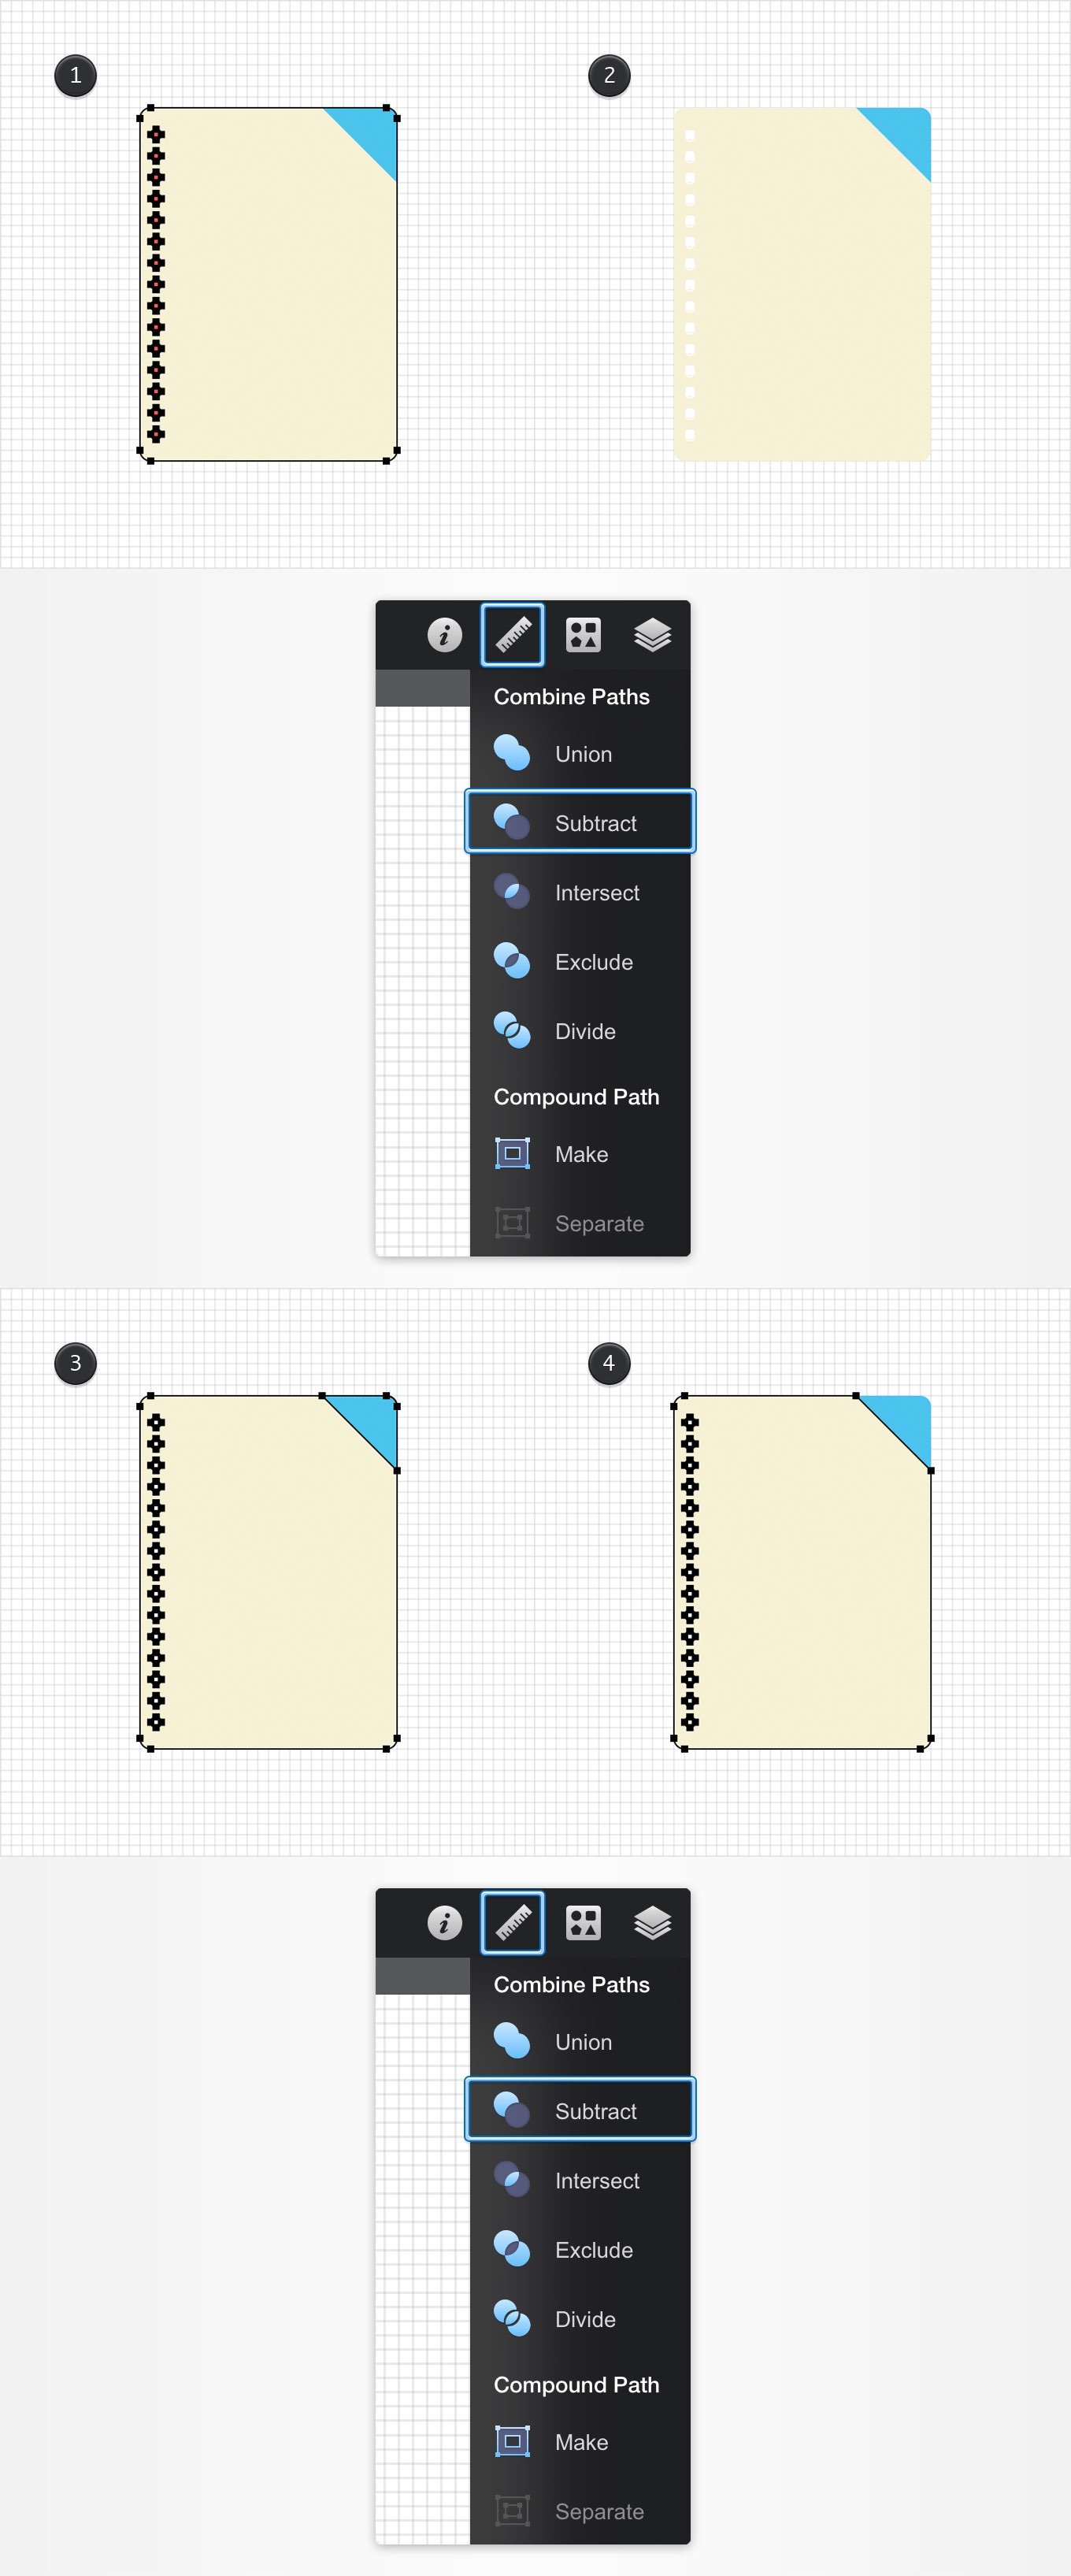 1
2
Combine Paths
Union
Subtract
Intersect
Exclude
Divide
Compound Path
Make
Separate
3
4
Combine Paths
Union
Subtract
Intersect
Exclude
Divide
Compound Path
Make
Separate